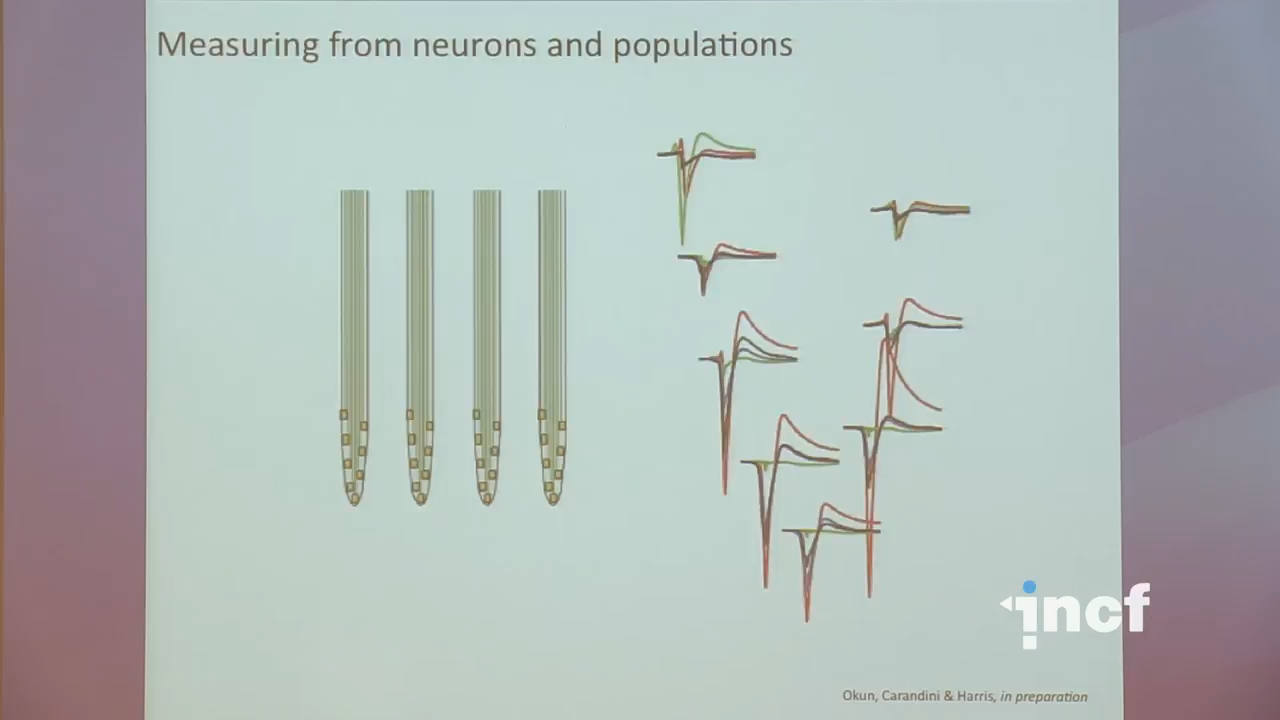 Measuring from neurons and populations
incf
Okun, Carandini & Harris, in preparation